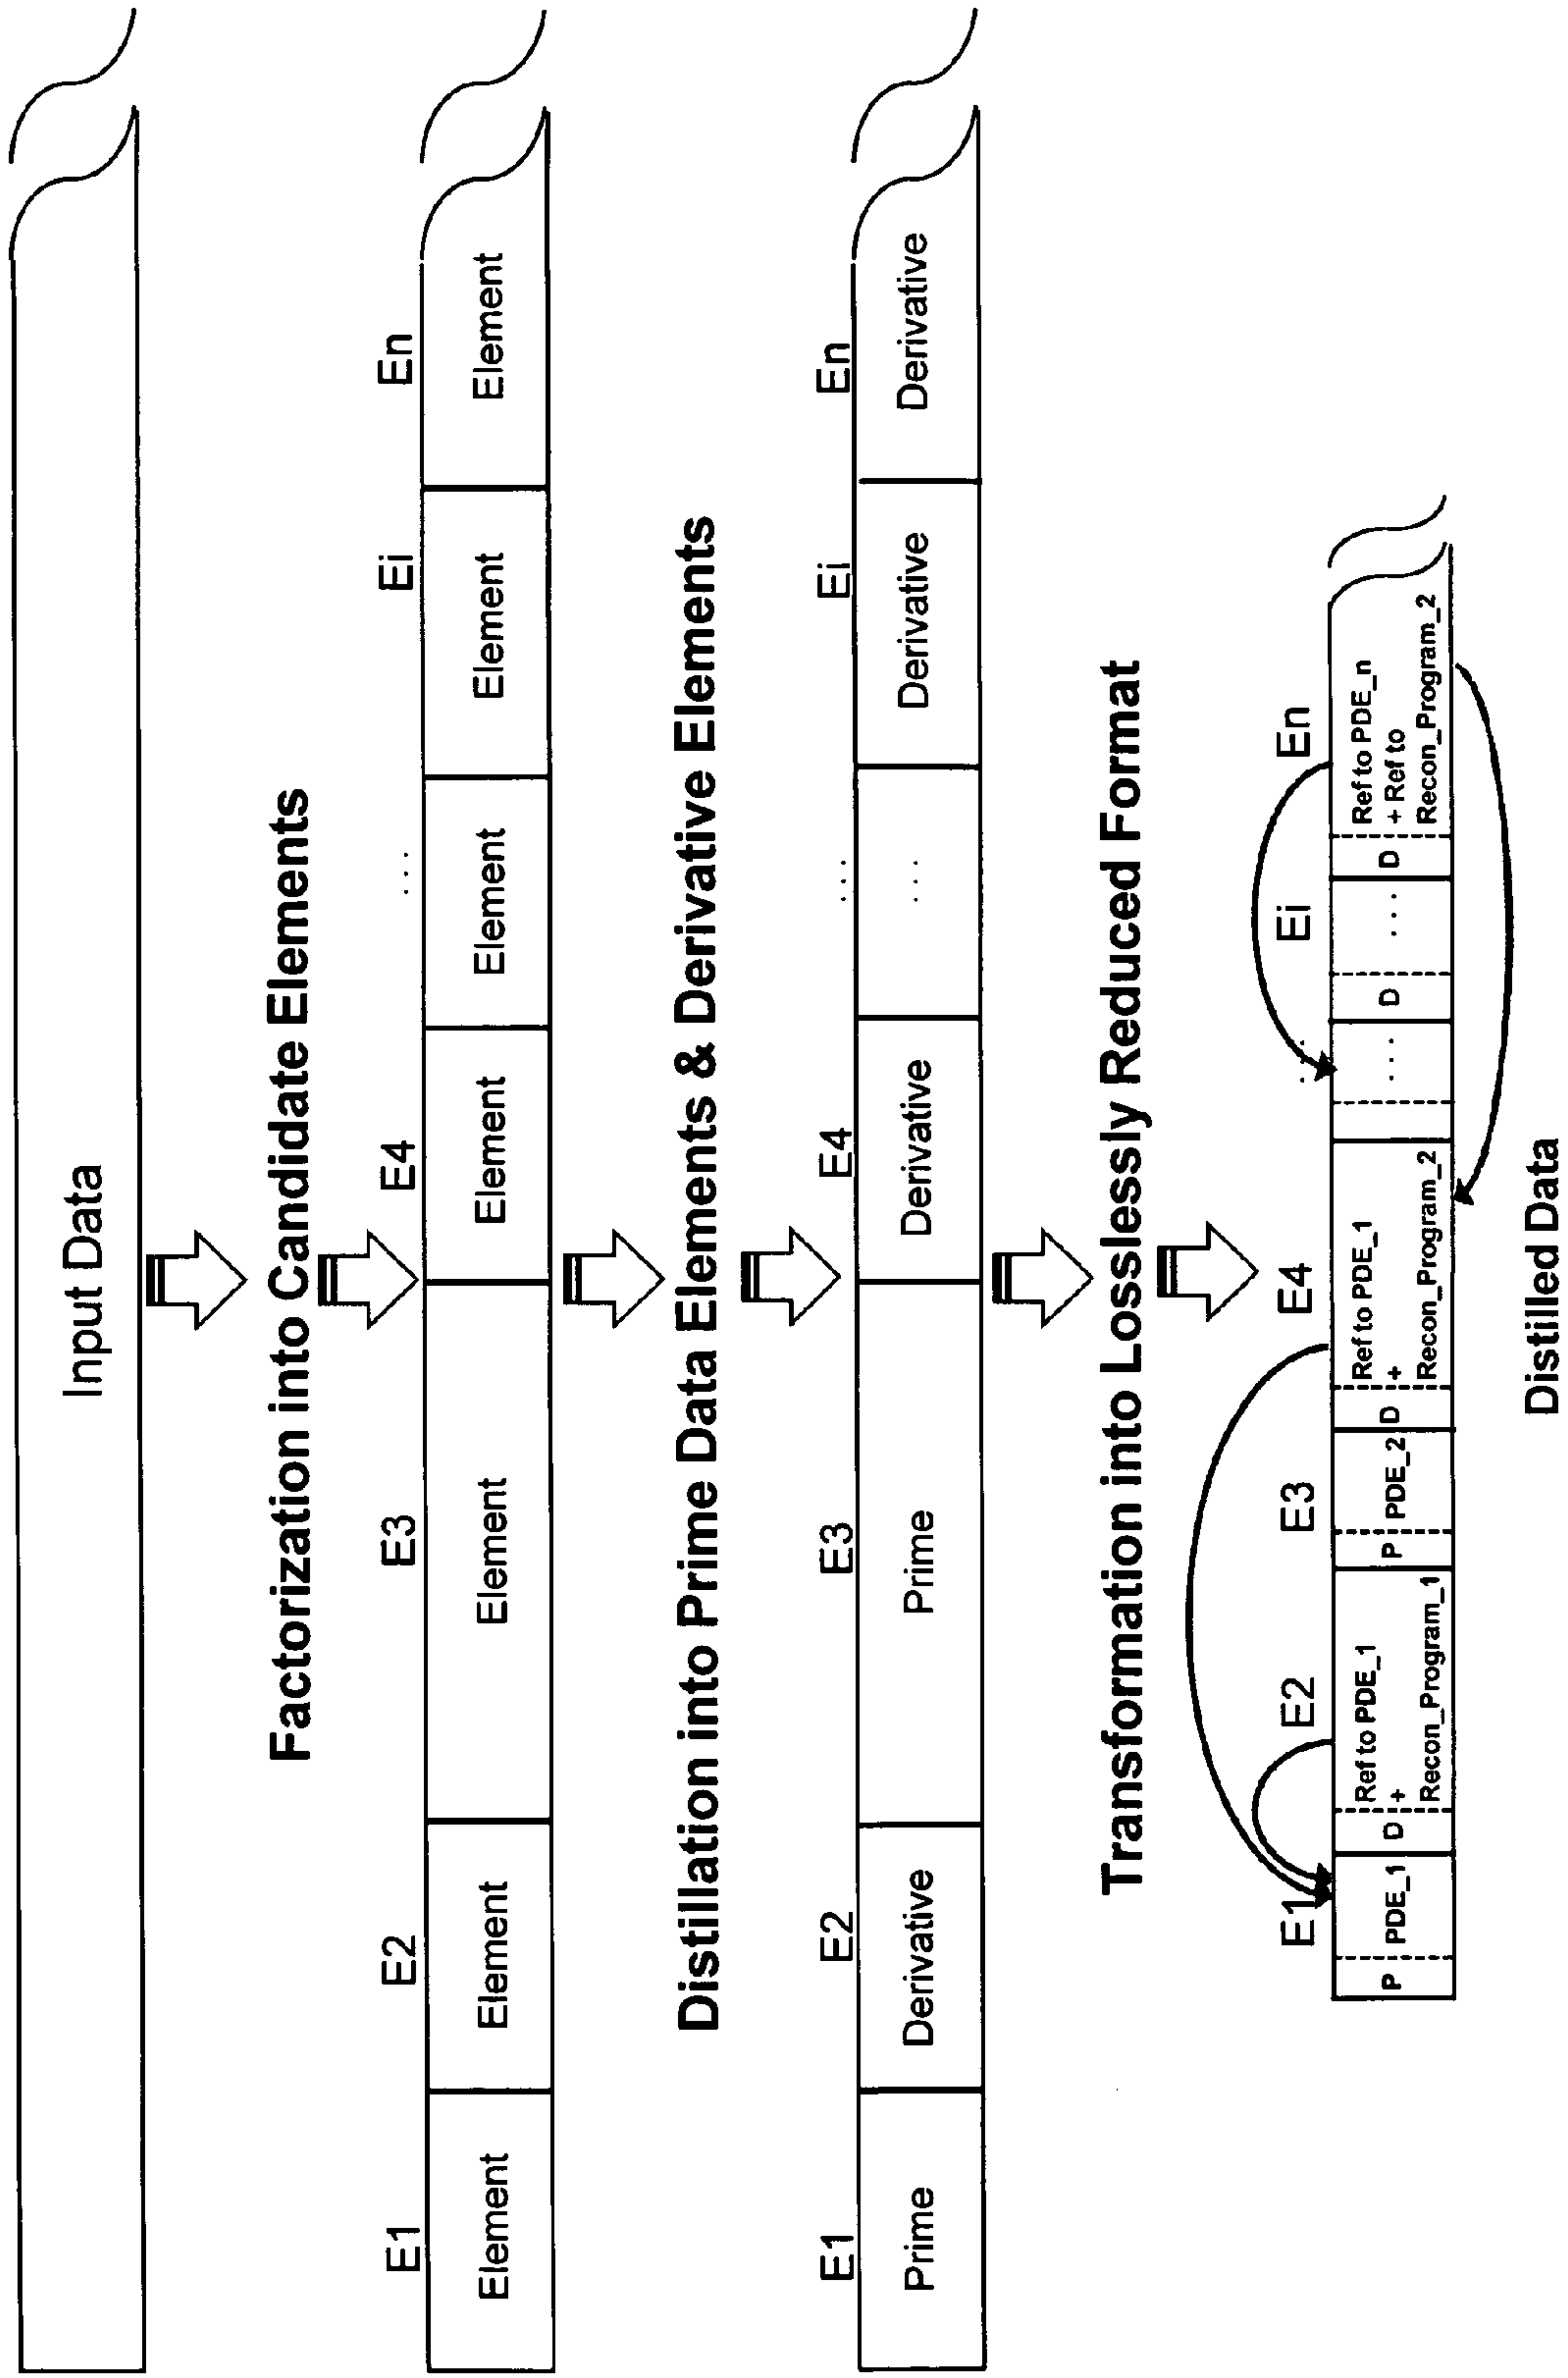 Input Data
Factorization into Candidate Elements
E1 E2 E3 E4 ... Ei En
Element Element Element Element Element Element Element
Distillation into Prime Data Elements & Derivative Elements
E1 E2 E3 E4 ... Ei En
Prime Derivative Prime Derivative ... Derivative Derivative
Transformation into Losslessly Reduced Format
E1 E2 E3 E4 ... Ei En
P PDE_1
D Ref to PDE_1
+
Recon_Program_1
P PDE_2
D Ref to PDE_1
+
Recon_Program_2
...
D ...
D Ref to PDE_n
+ Ref to
Recon_Program_2
Distilled Data